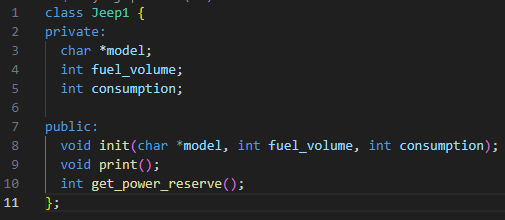 1 class Jeep1 {
2 private:
3   char *model;
4   int fuel_volume;
5   int consumption;
6
7 public:
8   void init(char *model, int fuel_volume, int consumption);
9   void print();
10   int get_power_reserve();
11 };